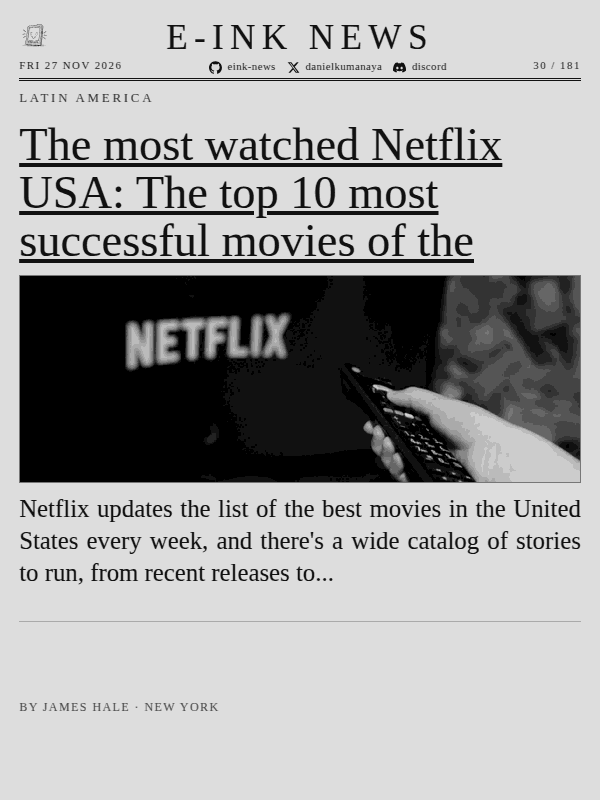 E-INK NEWS
FRI 27 NOV 2026
eink-news danielkumanaya discord
30 / 181
LATIN AMERICA
The most watched Netflix
USA: The top 10 most
successful movies of the
NETFLIX
Netflix updates the list of the best movies in the United
States every week, and there's a wide catalog of stories
to run, from recent releases to...
BY JAMES HALE · NEW YORK